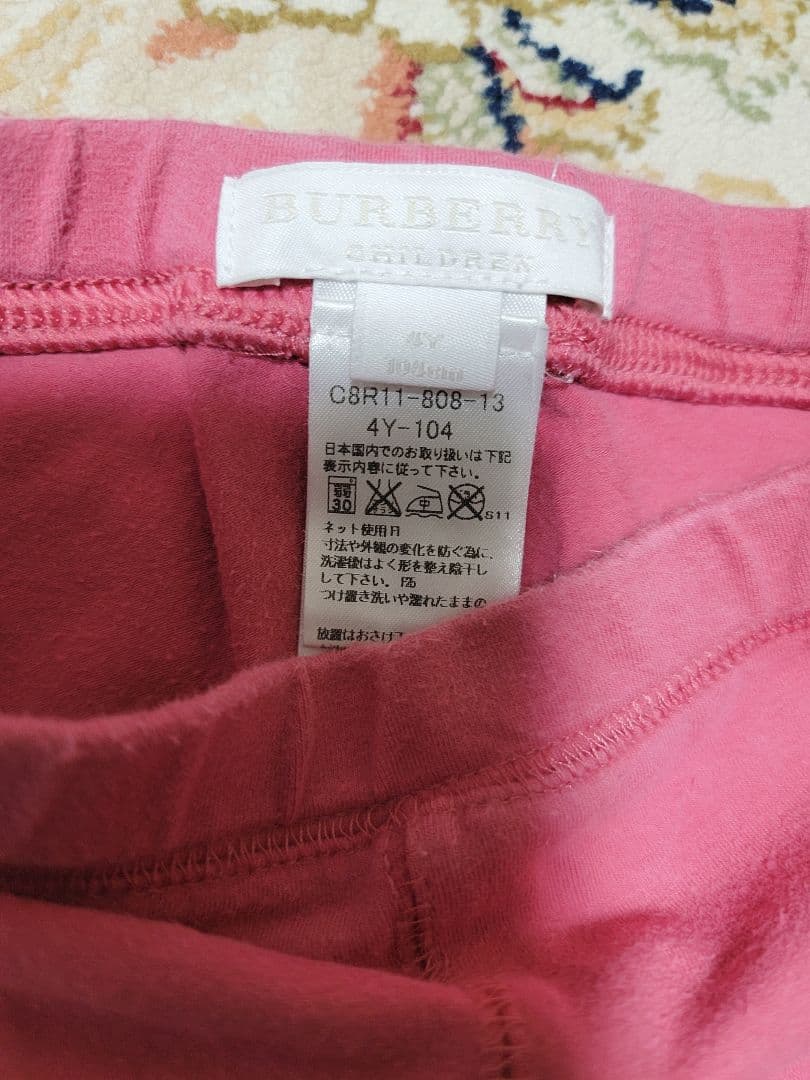 BURBERRY
CHILDREN
4Y
104cm
C8R11-808-13
4Y-104
日本国内でのお取り扱いは下記
表示内容に従って下さい。
弱
30
中
S11
ネット使用
寸法や外観の変化を防ぐ為に、
洗濯後はよく形を整え陰干し
して下さい。
つけ置き洗いや濡れたままの
放置はおさけ